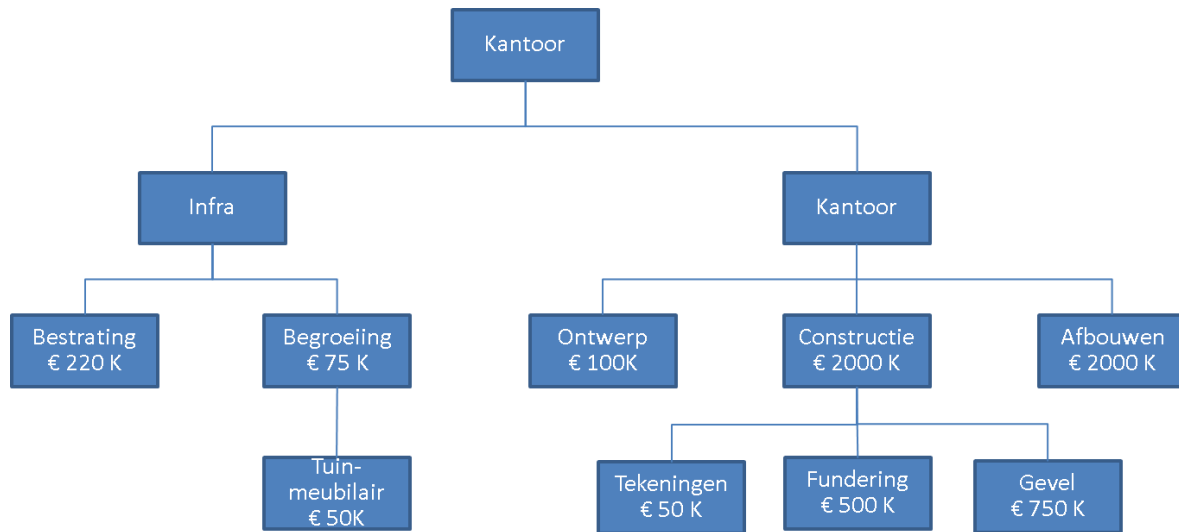 Kantoor
Infra
Kantoor
Bestrating
€ 220 K
Begroeiing
€ 75 K
Ontwerp
€ 100K
Constructie
€ 2000 K
Afbouwen
€ 2000 K
Tuin-
meubilair
€ 50K
Tekeningen
€ 50 K
Fundering
€ 500 K
Gevel
€ 750 K